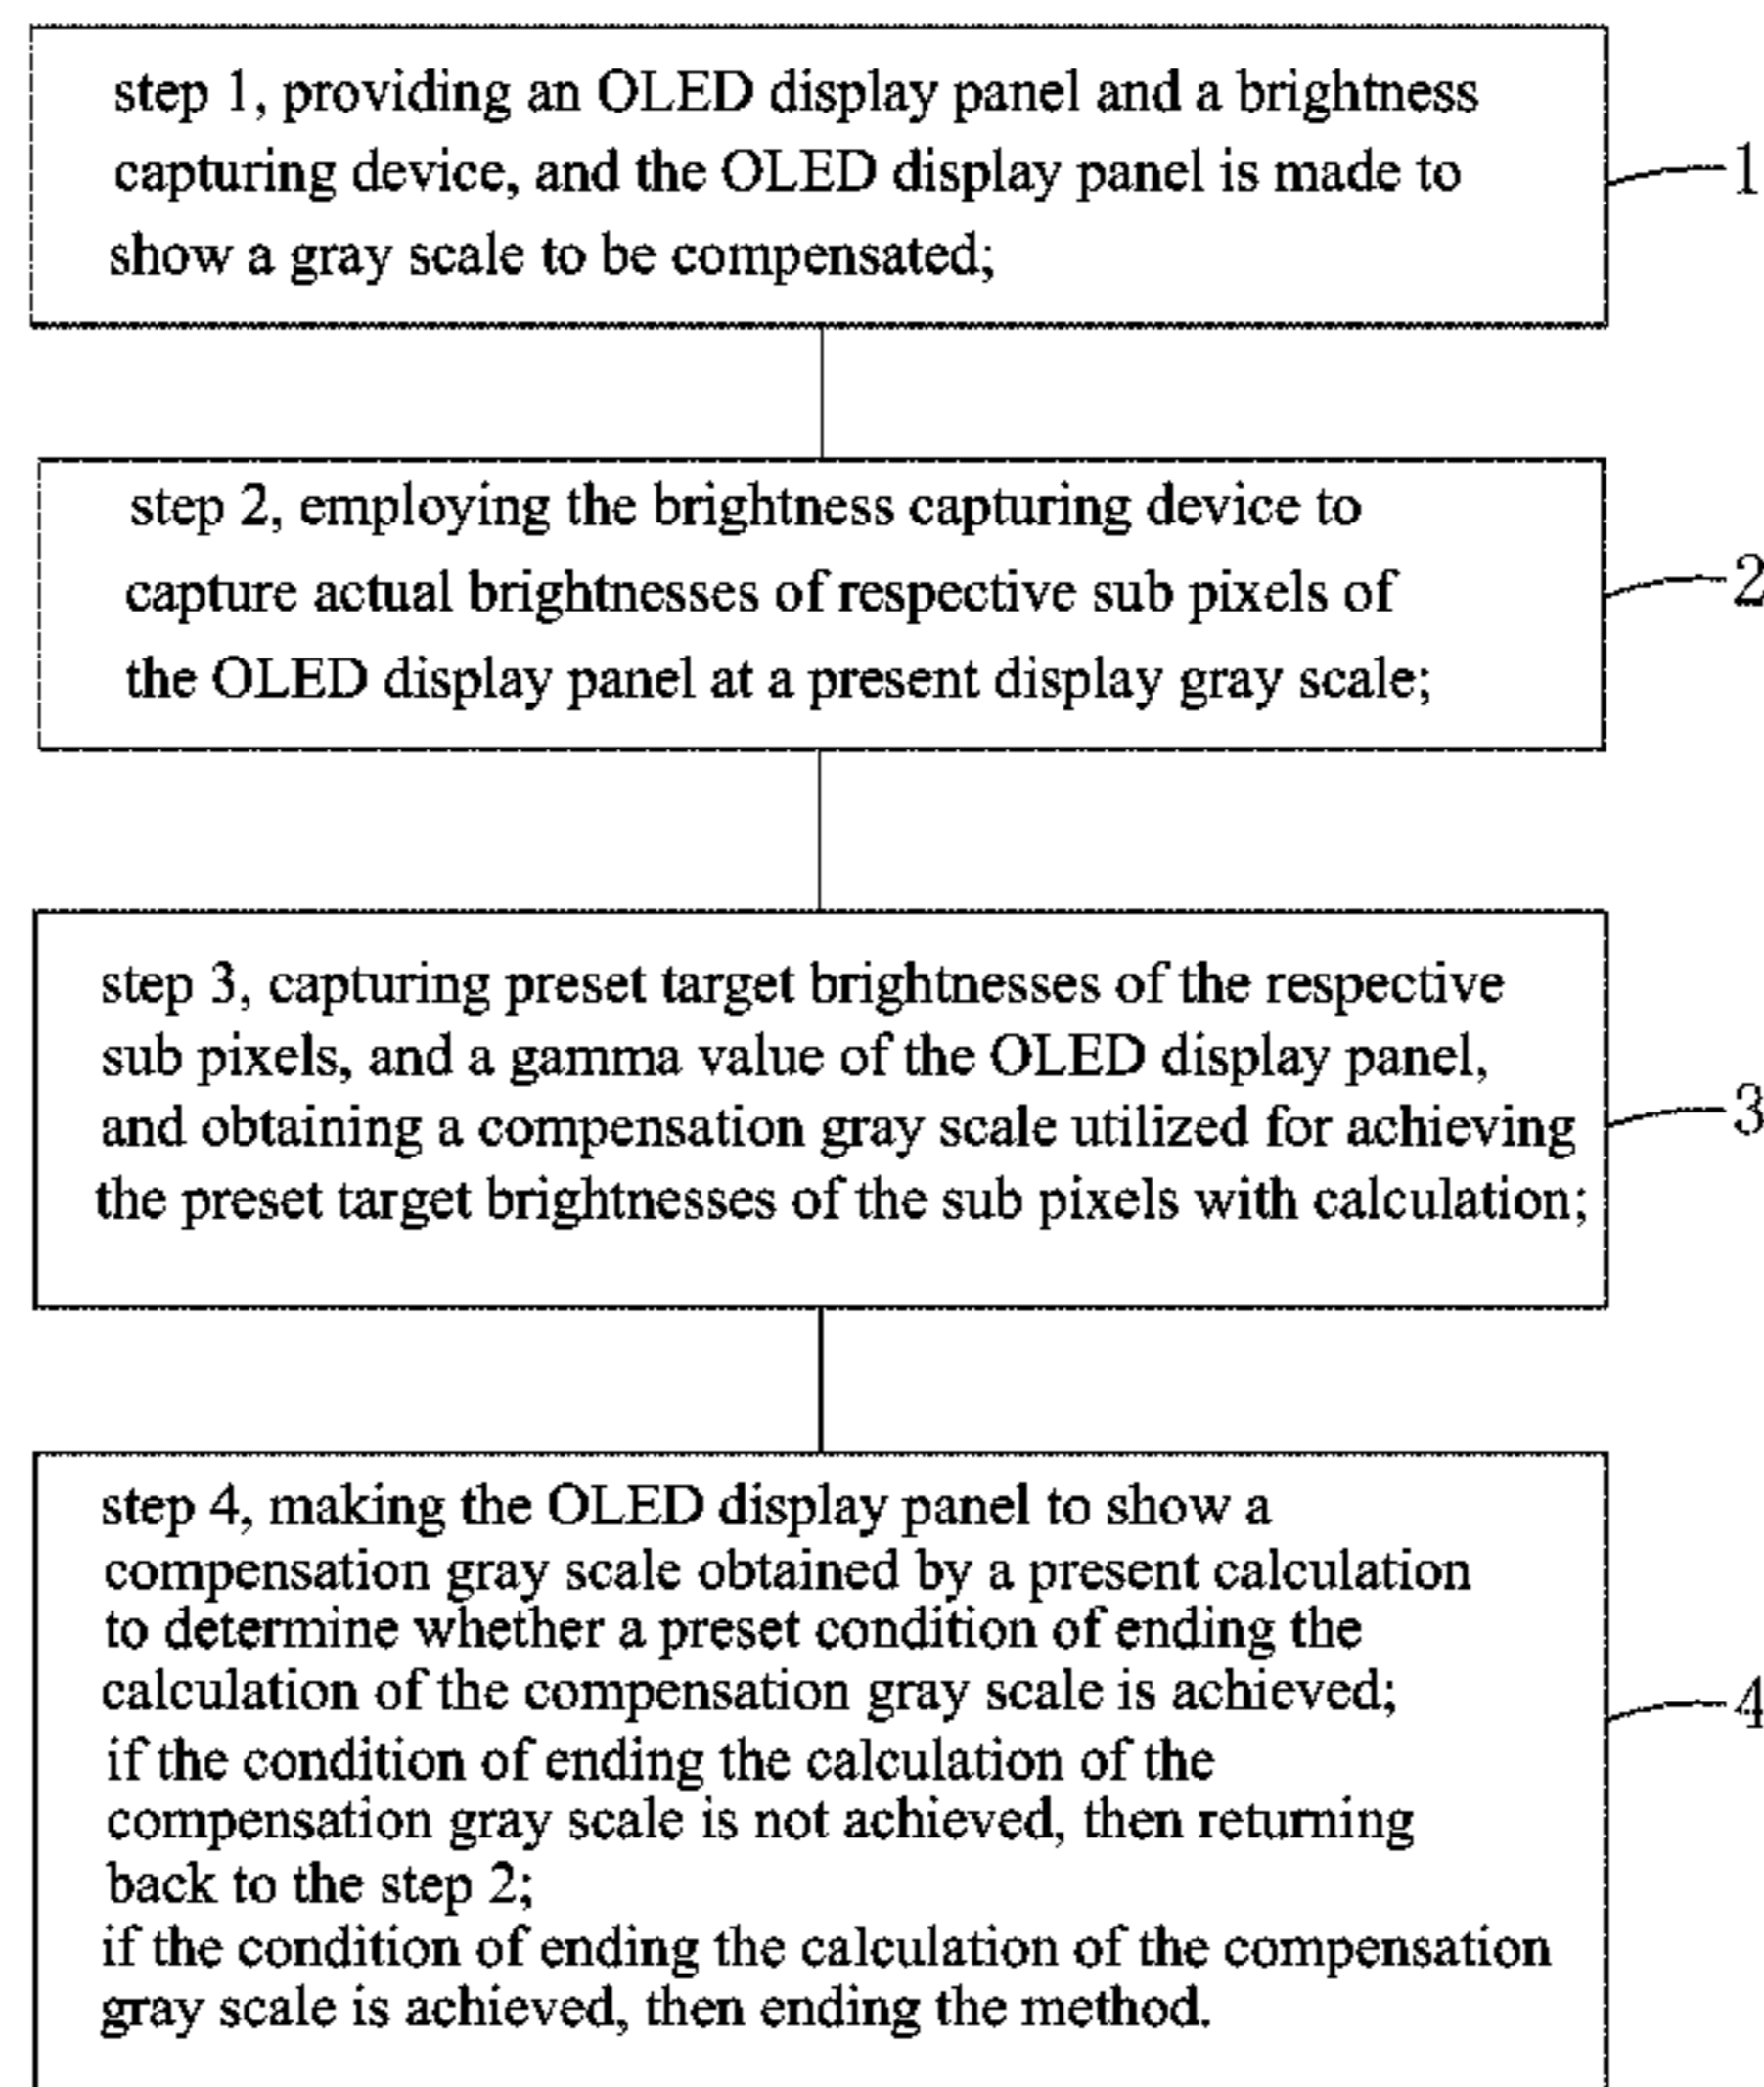 step 1, providing an OLED display panel and a brightness
capturing device, and the OLED display panel is made to
show a gray scale to be compensated;
1
step 2, employing the brightness capturing device to
capture actual brightnesses of respective sub pixels of
the OLED display panel at a present display gray scale;
2
step 3, capturing preset target brightnesses of the respective
sub pixels, and a gamma value of the OLED display panel,
and obtaining a compensation gray scale utilized for achieving
the preset target brightnesses of the sub pixels with calculation;
3
step 4, making the OLED display panel to show a
compensation gray scale obtained by a present calculation
to determine whether a preset condition of ending the
calculation of the compensation gray scale is achieved;
if the condition of ending the calculation of the
compensation gray scale is not achieved, then returning
back to the step 2;
if the condition of ending the calculation of the compensation
gray scale is achieved, then ending the method.
4